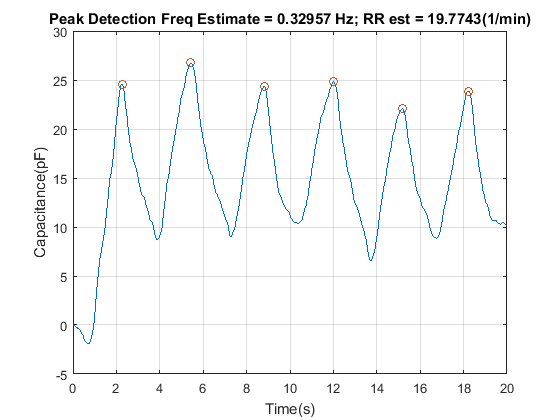 Peak Detection Freq Estimate = 0.32957 Hz; RR est = 19.7743(1/min)
30
25
20
15
10
5
0
-5
Capacitance(pF)
0 2 4 6 8 10 12 14 16 18 20
Time(s)